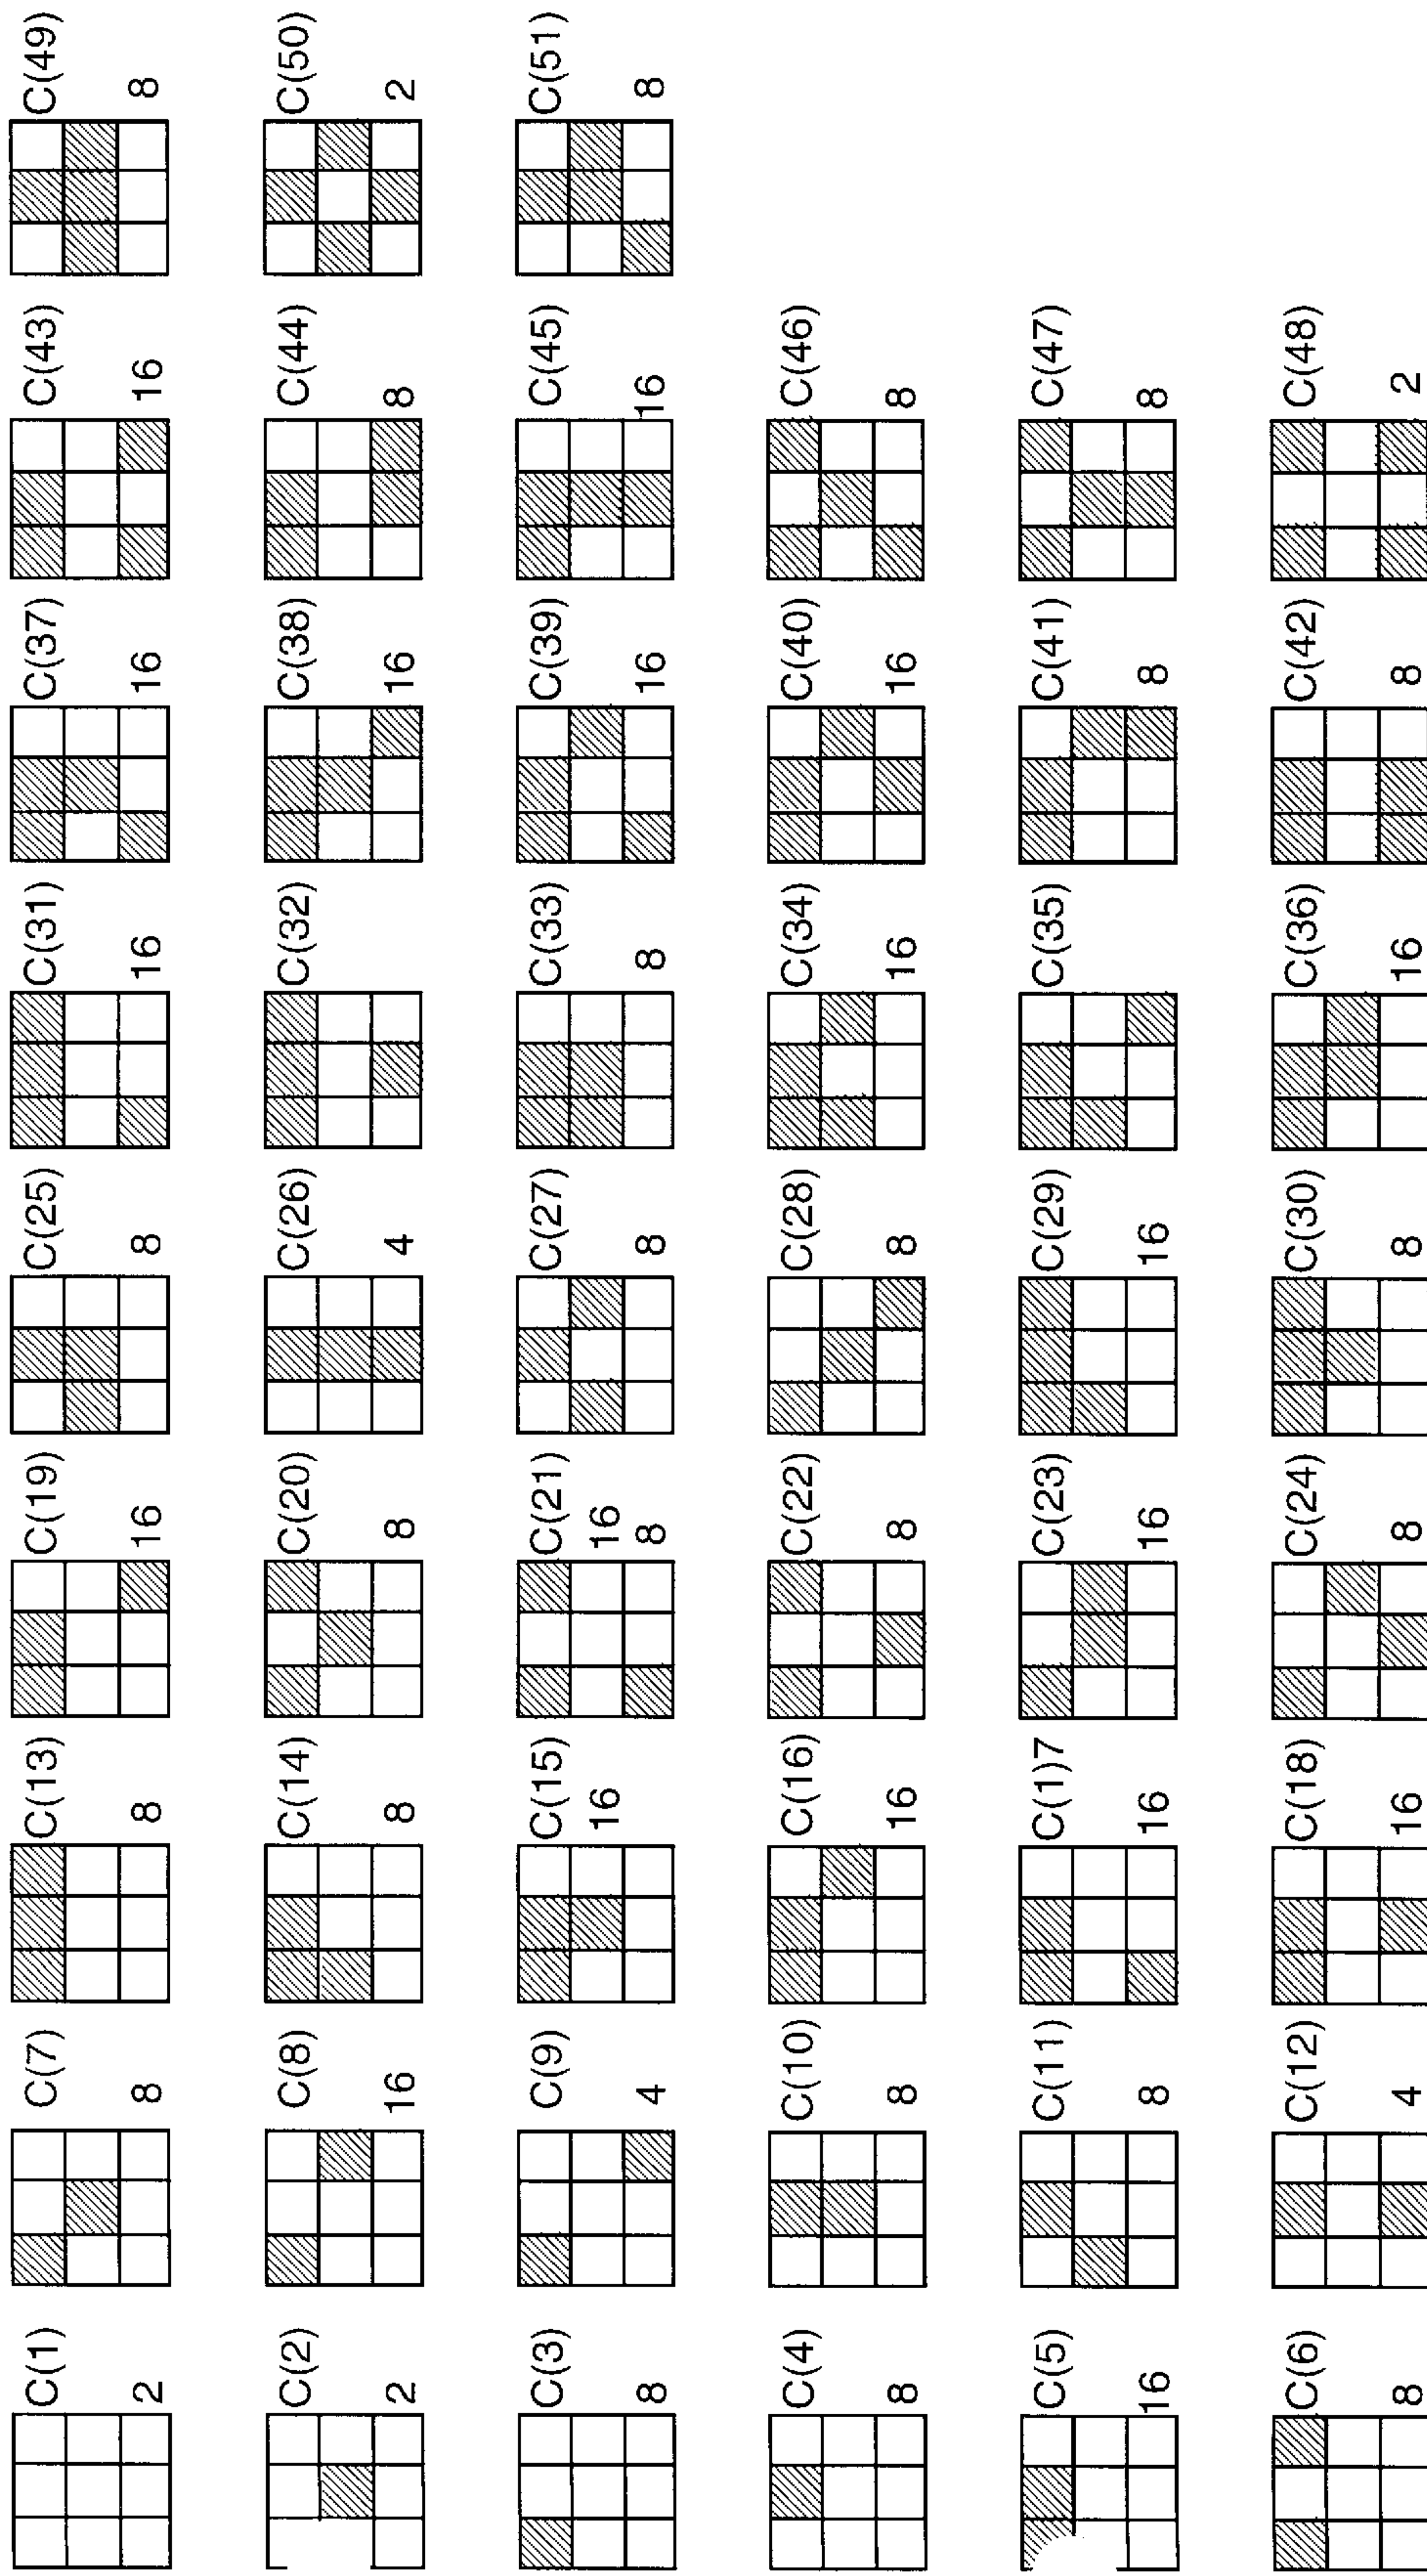 C(1)
2
C(2)
2
C(3)
8
C(4)
8
C(5)
16
C(6)
8
C(7)
8
C(8)
16
C(9)
4
C(10)
8
C(11)
8
C(12)
4
C(13)
8
C(14)
8
C(15)
16
C(16)
16
C(1)7
16
C(18)
16
C(19)
16
C(20)
8
C(21)
16
8
C(22)
8
C(23)
16
C(24)
8
C(25)
8
C(26)
4
C(27)
8
C(28)
8
C(29)
16
C(30)
8
C(31)
16
C(32)
C(33)
8
C(34)
16
C(35)
C(36)
16
C(37)
16
C(38)
16
C(39)
16
C(40)
16
C(41)
8
C(42)
8
C(43)
16
C(44)
8
C(45)
16
C(46)
8
C(47)
8
C(48)
2
C(49)
8
C(50)
2
C(51)
8